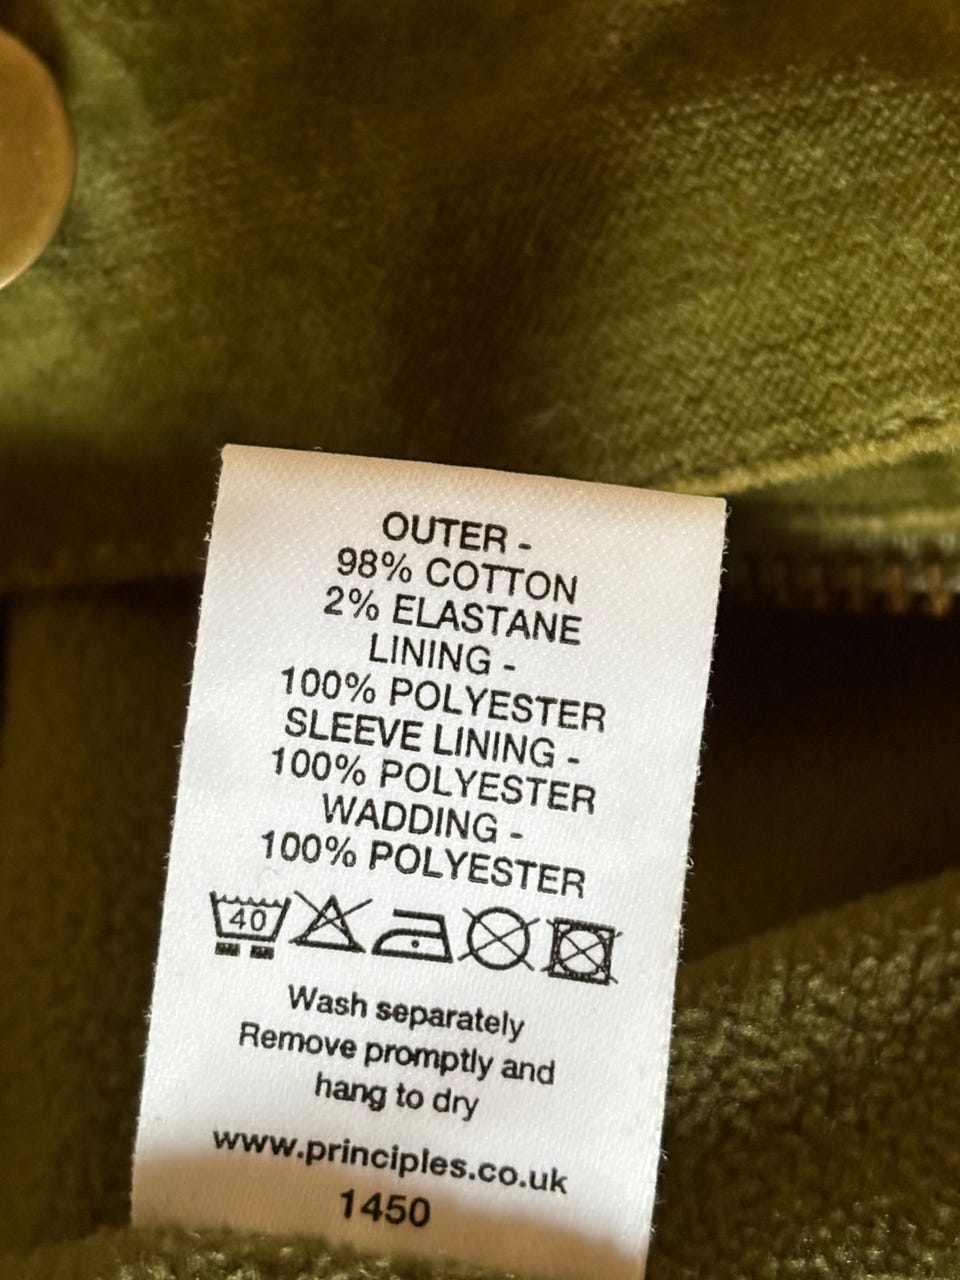 OUTER -
98% COTTON
2% ELASTANE
LINING -
100% POLYESTER
SLEEVE LINING -
100% POLYESTER
WADDING -
100% POLYESTER
40
Wash separately
Remove promptly and
hang to dry
www.principles.co.uk
1450